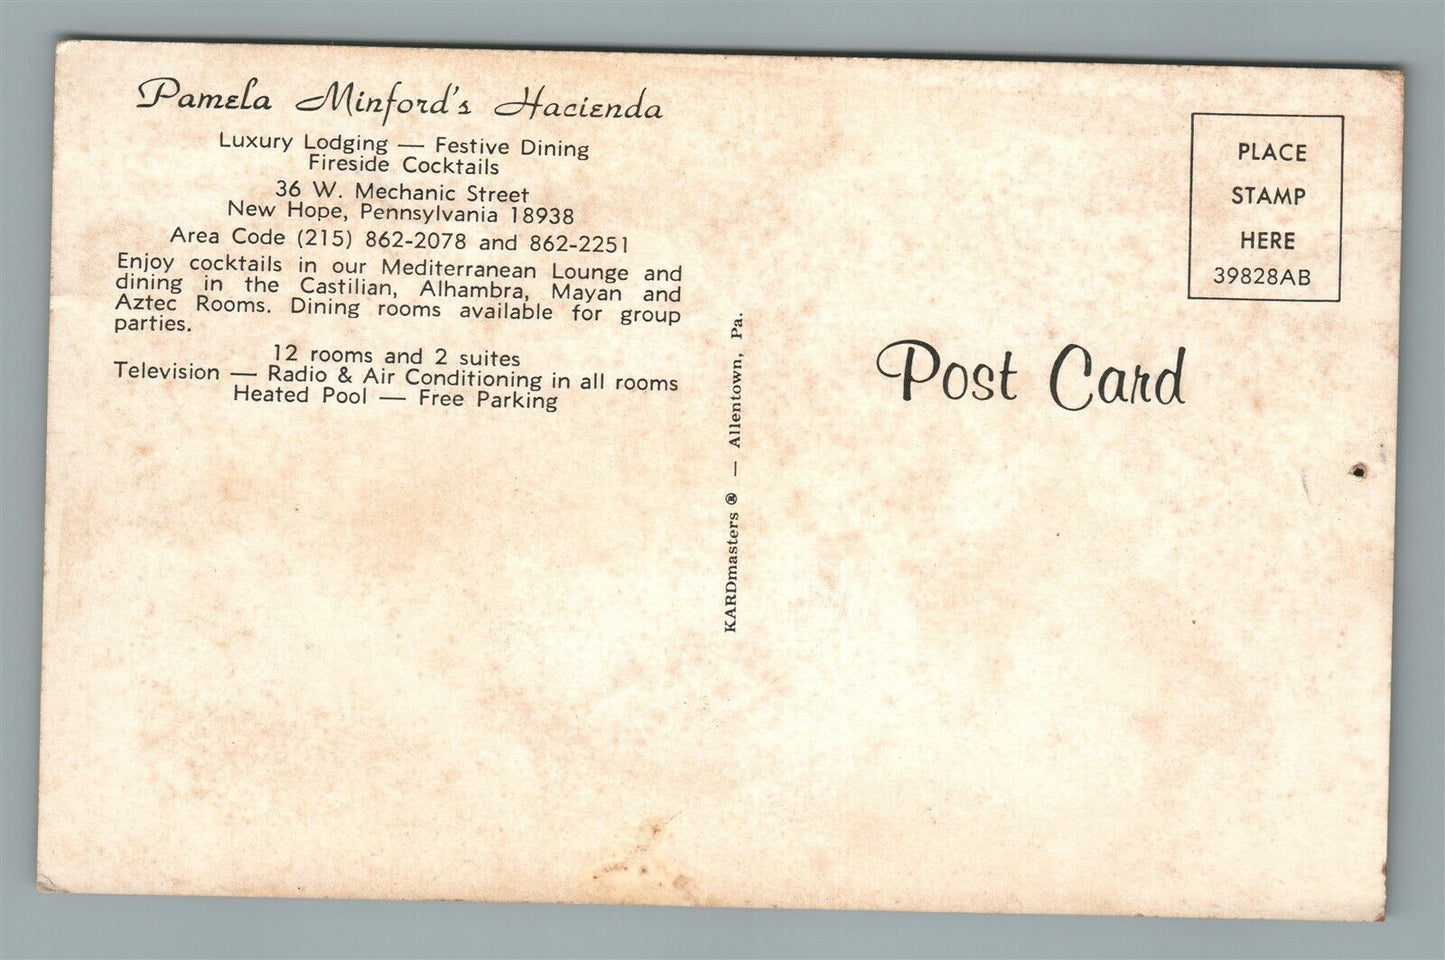 Pamela Minford's Hacienda
Luxury Lodging — Festive Dining
Fireside Cocktails
36 W. Mechanic Street
New Hope, Pennsylvania 18938
Area Code (215) 862-2078 and 862-2251
Enjoy cocktails in our Mediterranean Lounge and
dining in the Castilian, Alhambra, Mayan and
Aztec Rooms. Dining rooms available for group
parties.
12 rooms and 2 suites
Television — Radio & Air Conditioning in all rooms
Heated Pool — Free Parking
KARDmasters ® — Allentown, Pa.
PLACE
STAMP
HERE
39828AB
Post Card